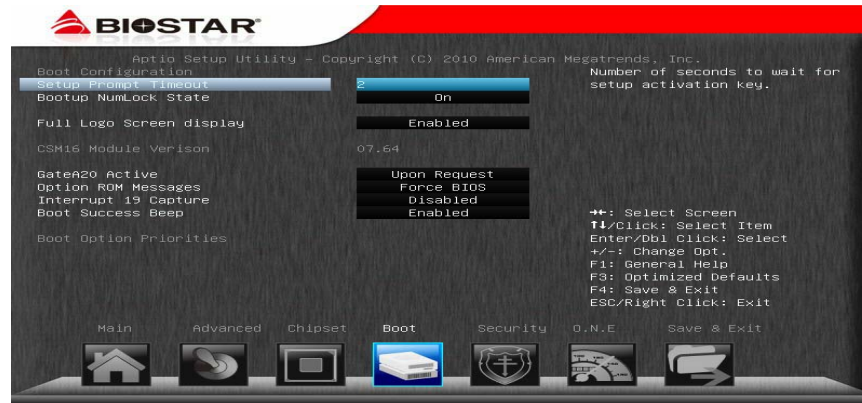 BIOSTAR®
Aptio Setup Utility - Copyright (C) 2010 American Megatrends, Inc.
Boot Configuration
Setup Prompt Timeout 2
Bootup NumLock State On
Full Logo Screen display Enabled
CSM16 Module Verison 07.64
GateA20 Active Upon Request
Option ROM Messages Force BIOS
Interrupt 19 Capture Disabled
Boot Success Beep Enabled
Boot Option Priorities
Number of seconds to wait for
setup activation key.
→←: Select Screen
↑↓/Click: Select Item
Enter/Dbl Click: Select
+/-: Change Opt.
F1: General Help
F3: Optimized Defaults
F4: Save & Exit
ESC/Right Click: Exit
Main Advanced Chipset Boot Security O.N.E Save & Exit